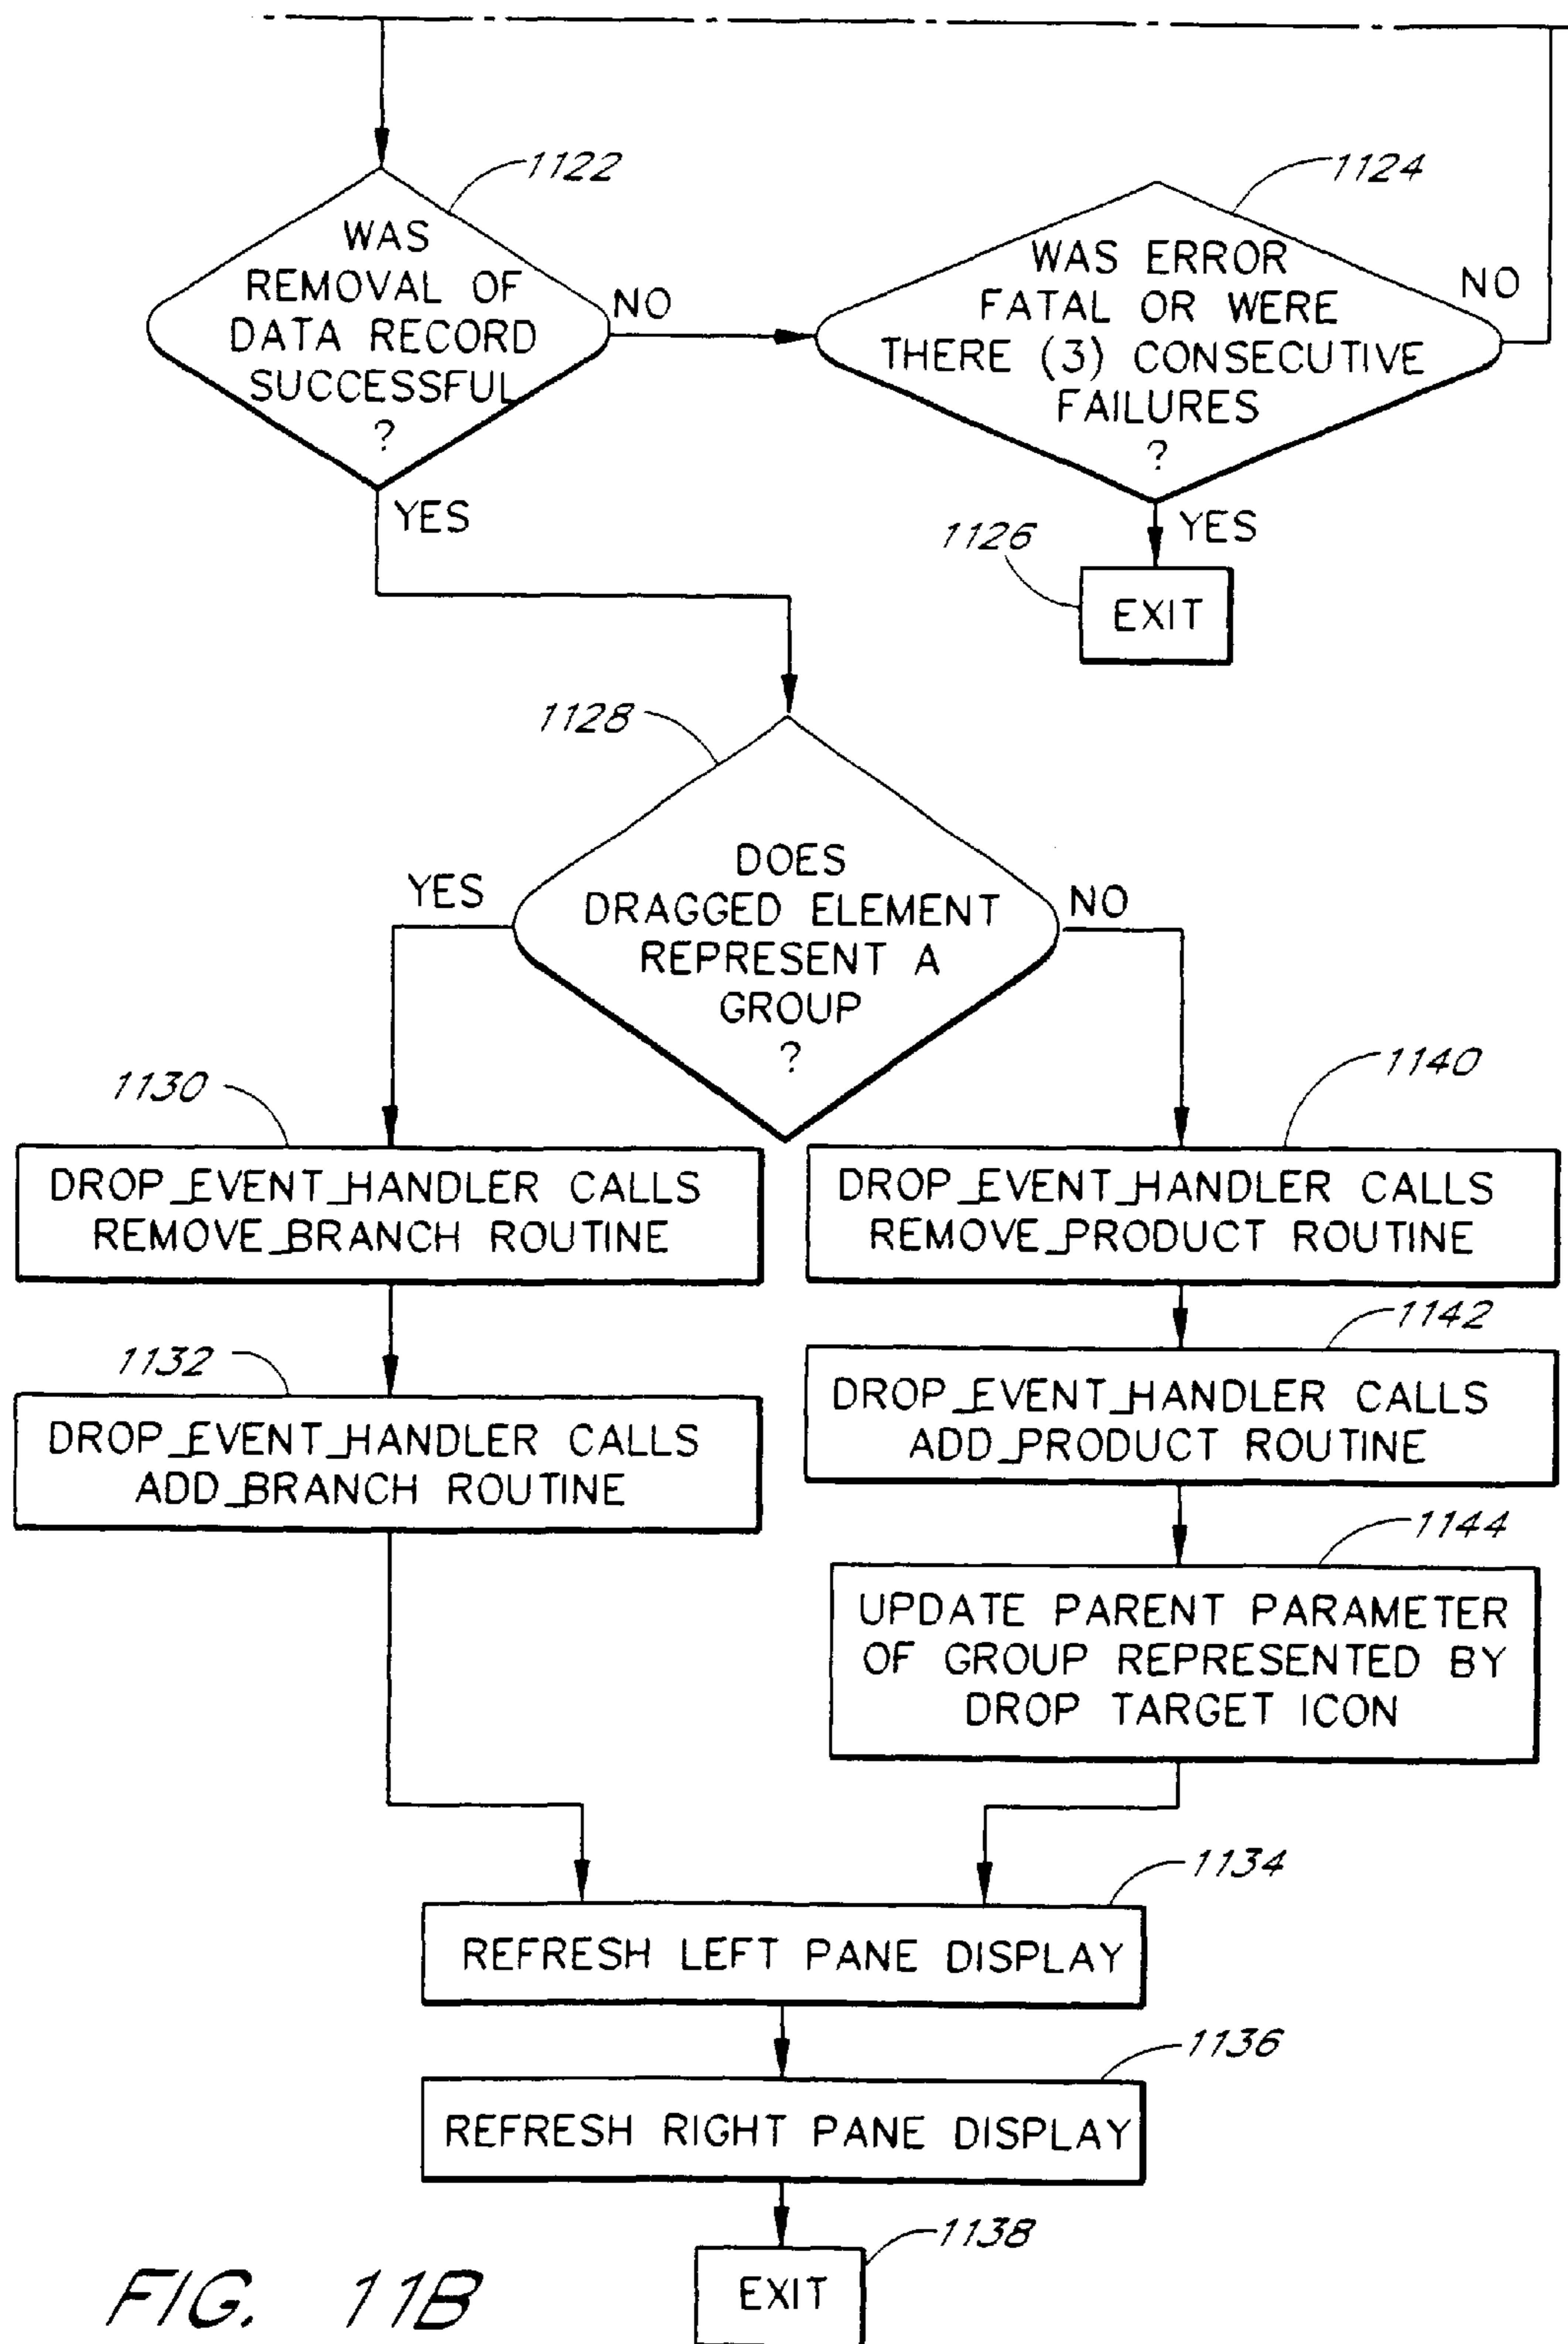 1122
WAS
REMOVAL OF
DATA RECORD
SUCCESSFUL
?
NO
YES
1124
WAS ERROR
FATAL OR WERE
THERE (3) CONSECUTIVE
FAILURES
?
NO
YES
1126
EXIT
1128
DOES
DRAGGED ELEMENT
REPRESENT A
GROUP
?
YES
NO
1130
DROP_EVENT_HANDLER CALLS
REMOVE_BRANCH ROUTINE
1140
DROP_EVENT_HANDLER CALLS
REMOVE_PRODUCT ROUTINE
1132
DROP_EVENT_HANDLER CALLS
ADD_BRANCH ROUTINE
1142
DROP_EVENT_HANDLER CALLS
ADD_PRODUCT ROUTINE
1144
UPDATE PARENT PARAMETER
OF GROUP REPRESENTED BY
DROP TARGET ICON
1134
REFRESH LEFT PANE DISPLAY
1136
REFRESH RIGHT PANE DISPLAY
1138
EXIT
FIG. 11B